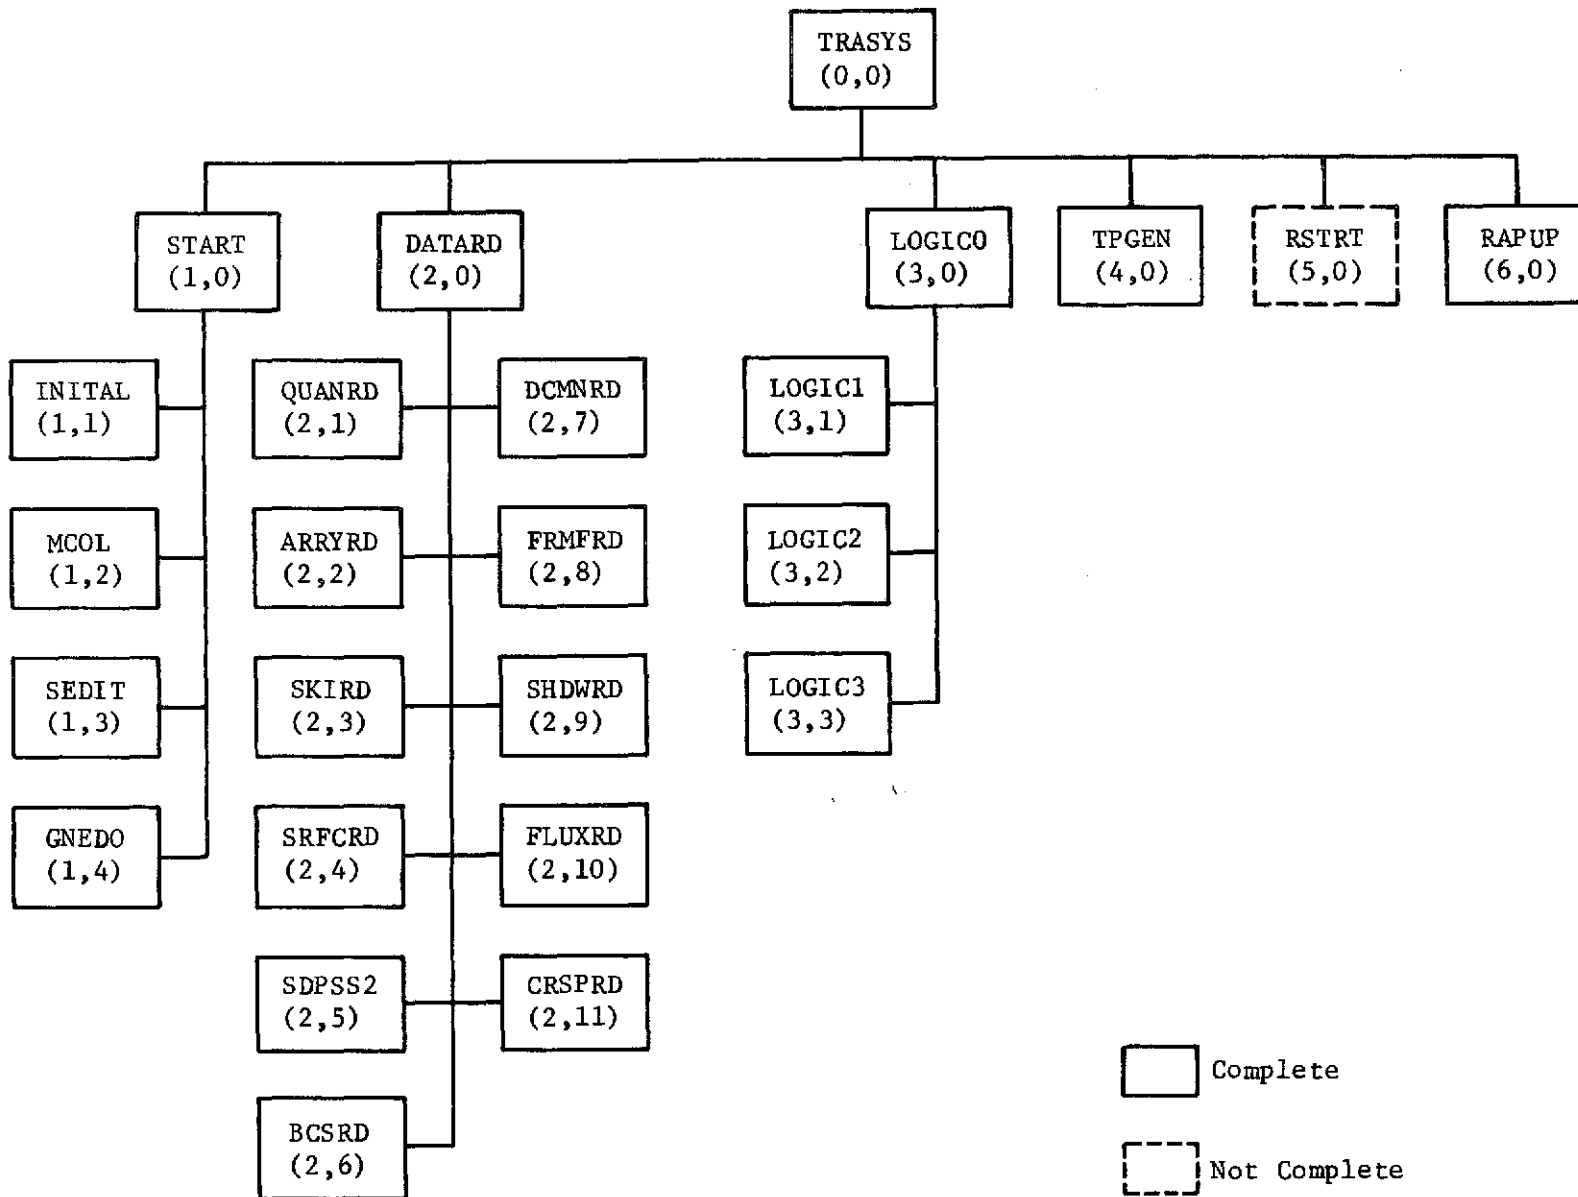 TRASYS
(0,0)
START
(1,0)
DATARD
(2,0)
LOGICO
(3,0)
TPGEN
(4,0)
RSTRT
(5,0)
RAPUP
(6,0)
INITAL
(1,1)
QUANRD
(2,1)
DCMNRD
(2,7)
LOGIC1
(3,1)
MCOL
(1,2)
ARRYRD
(2,2)
FRMFRD
(2,8)
LOGIC2
(3,2)
SEDIT
(1,3)
SKIRD
(2,3)
SHDWRD
(2,9)
LOGIC3
(3,3)
GNEDO
(1,4)
SRFCRD
(2,4)
FLUXRD
(2,10)
SDPSS2
(2,5)
CRSPRD
(2,11)
BCSRD
(2,6)
Complete
Not Complete